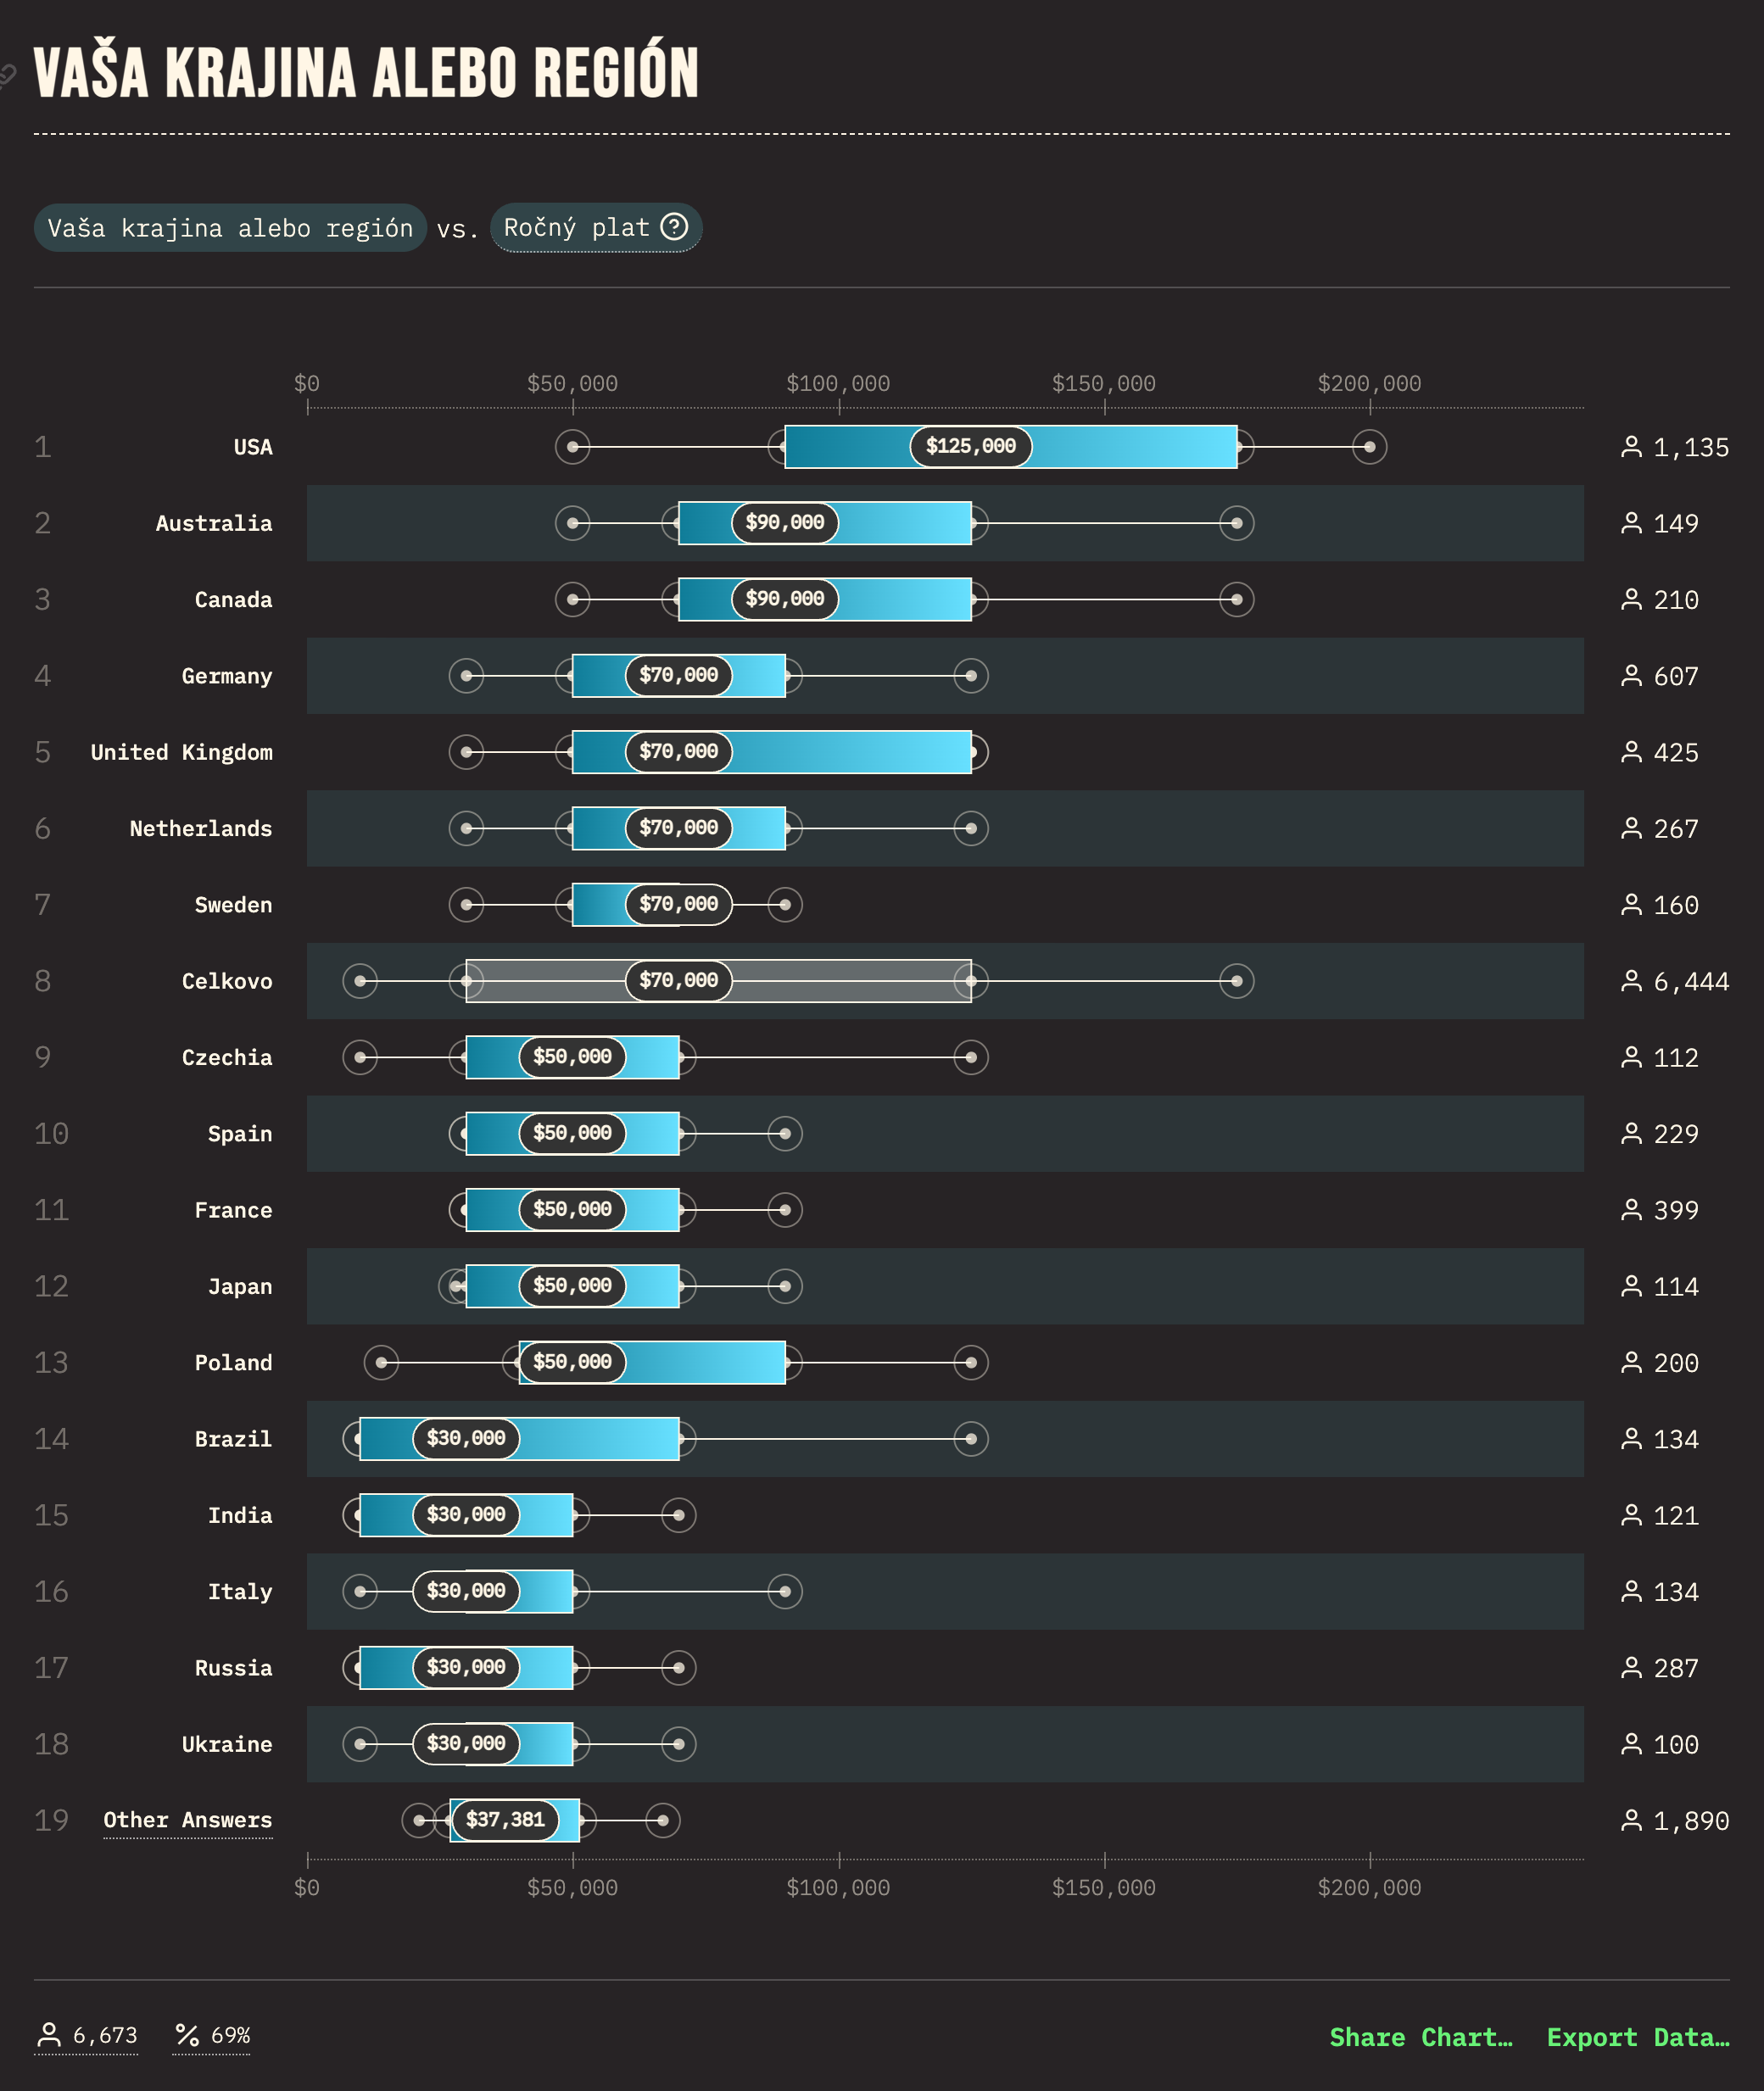 VAŠA KRAJINA ALEBO REGIÓN
Vaša krajina alebo región vs. Ročný plat
$0 $50,000 $100,000 $150,000 $200,000
1 USA $125,000 1,135
2 Australia $90,000 149
3 Canada $90,000 210
4 Germany $70,000 607
5 United Kingdom $70,000 425
6 Netherlands $70,000 267
7 Sweden $70,000 160
8 Celkovo $70,000 6,444
9 Czechia $50,000 112
10 Spain $50,000 229
11 France $50,000 399
12 Japan $50,000 114
13 Poland $50,000 200
14 Brazil $30,000 134
15 India $30,000 121
16 Italy $30,000 134
17 Russia $30,000 287
18 Ukraine $30,000 100
19 Other Answers $37,381 1,890
$0 $50,000 $100,000 $150,000 $200,000
6,673 69% Share Chart… Export Data…